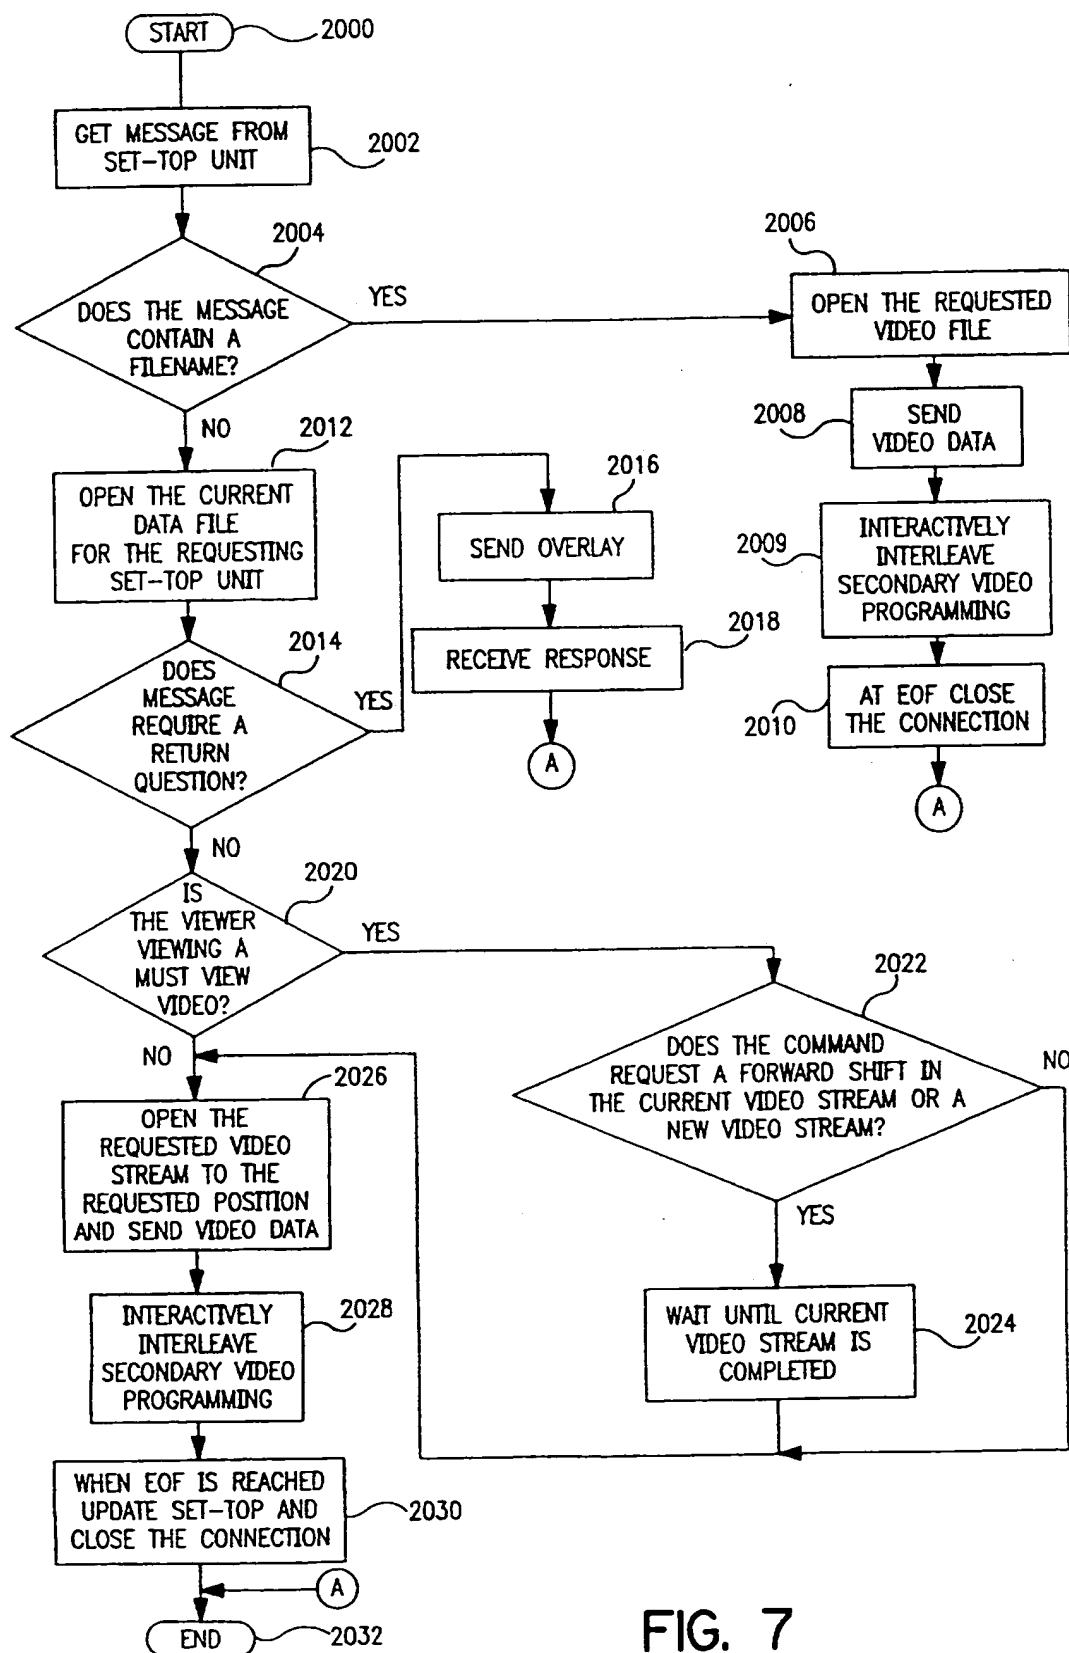 START
2000
GET MESSAGE FROM
SET-TOP UNIT
2002
2004
DOES THE MESSAGE
CONTAIN A
FILENAME?
YES
NO
2006
OPEN THE REQUESTED
VIDEO FILE
2008
SEND
VIDEO DATA
2009
INTERACTIVELY
INTERLEAVE
SECONDARY VIDEO
PROGRAMMING
2010
AT EOF CLOSE
THE CONNECTION
A
2012
OPEN THE CURRENT
DATA FILE
FOR THE REQUESTING
SET-TOP UNIT
2014
DOES
MESSAGE
REQUIRE A
RETURN
QUESTION?
YES
NO
2016
SEND OVERLAY
2018
RECEIVE RESPONSE
A
2020
IS
THE VIEWER
VIEWING A
MUST VIEW
VIDEO?
YES
NO
2022
DOES THE COMMAND
REQUEST A FORWARD SHIFT IN
THE CURRENT VIDEO STREAM OR A
NEW VIDEO STREAM?
NO
YES
WAIT UNTIL CURRENT
VIDEO STREAM IS
COMPLETED
2024
2026
OPEN THE
REQUESTED VIDEO
STREAM TO THE
REQUESTED POSITION
AND SEND VIDEO DATA
INTERACTIVELY
INTERLEAVE
SECONDARY VIDEO
PROGRAMMING
2028
WHEN EOF IS REACHED
UPDATE SET-TOP AND
CLOSE THE CONNECTION
2030
A
END
2032
FIG. 7